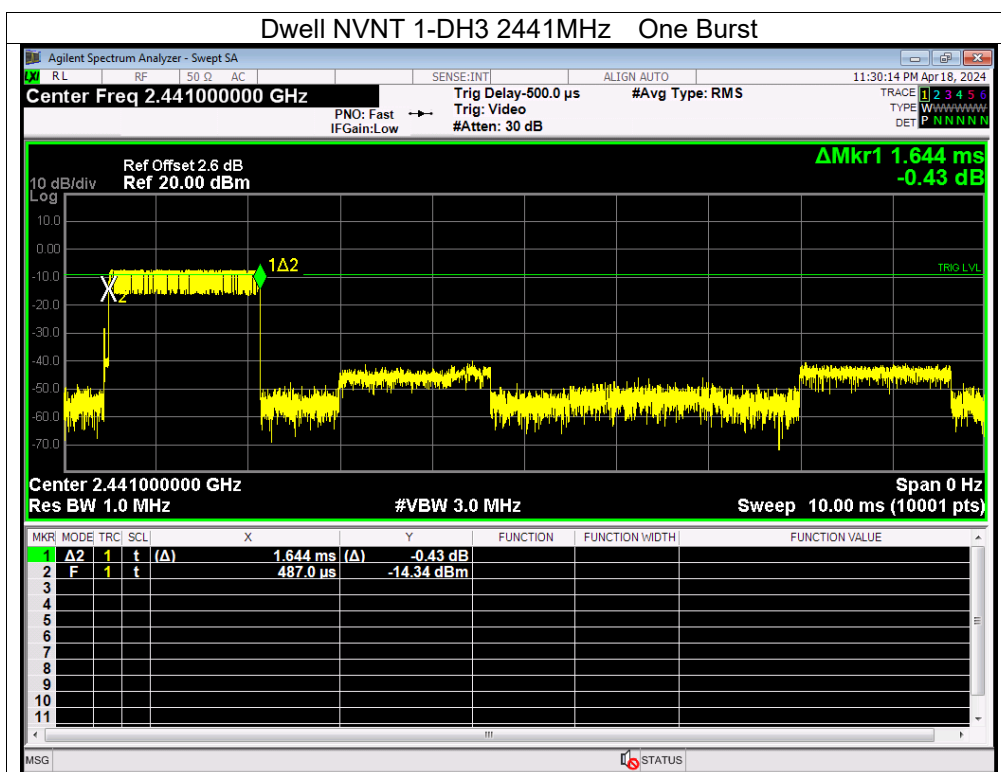 Dwell NVNT 1-DH3 2441MHz One Burst
Agilent Spectrum Analyzer - Swept SA
LXI RL RF 50 Ω AC SENSE:INT ALIGN AUTO 11:30:14 PM Apr 18, 2024
Center Freq 2.441000000 GHz Trig Delay-500.0 µs #Avg Type: RMS TRACE 1 2 3 4 5 6
PNO: Fast Trig: Video TYPE WWWWWW
IFGain:Low #Atten: 30 dB DET P N N N N N
ΔMkr1 1.644 ms
-0.43 dB
Ref Offset 2.6 dB
10 dB/div Ref 20.00 dBm
Log
10.0
0.00
-10.0
-20.0
-30.0
-40.0
-50.0
-60.0
-70.0
1Δ2
2
TRIG LVL
Center 2.441000000 GHz Span 0 Hz
Res BW 1.0 MHz #VBW 3.0 MHz Sweep 10.00 ms (10001 pts)
MKR MODE TRC SCL X Y FUNCTION FUNCTION WIDTH FUNCTION VALUE
1 Δ2 1 t (Δ) 1.644 ms (Δ) -0.43 dB
2 F 1 t 487.0 µs -14.34 dBm
3
4
5
6
7
8
9
10
11
MSG STATUS